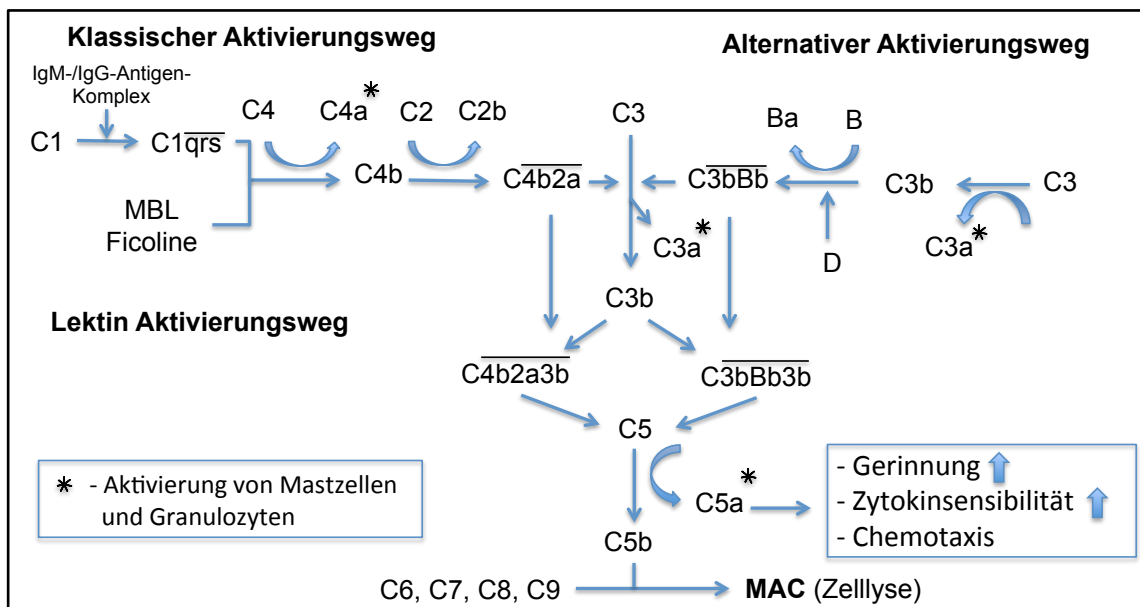 Klassischer Aktivierungsweg
Alternativer Aktivierungsweg
IgM-/IgG-Antigen-
Komplex
C4 C4a* C2 C2b C3 Ba B
C1 C1qrs C4b C4b2a C3bBb C3b C3
MBL
Ficoline
C3a* D C3a*
C3b
Lektin Aktivierungsweg
C4b2a3b C3bBb3b
C5
* - Aktivierung von Mastzellen
und Granulozyten
C5a*
- Gerinnung
- Zytokinsensibilität
- Chemotaxis
C5b
C6, C7, C8, C9 MAC (Zelllyse)